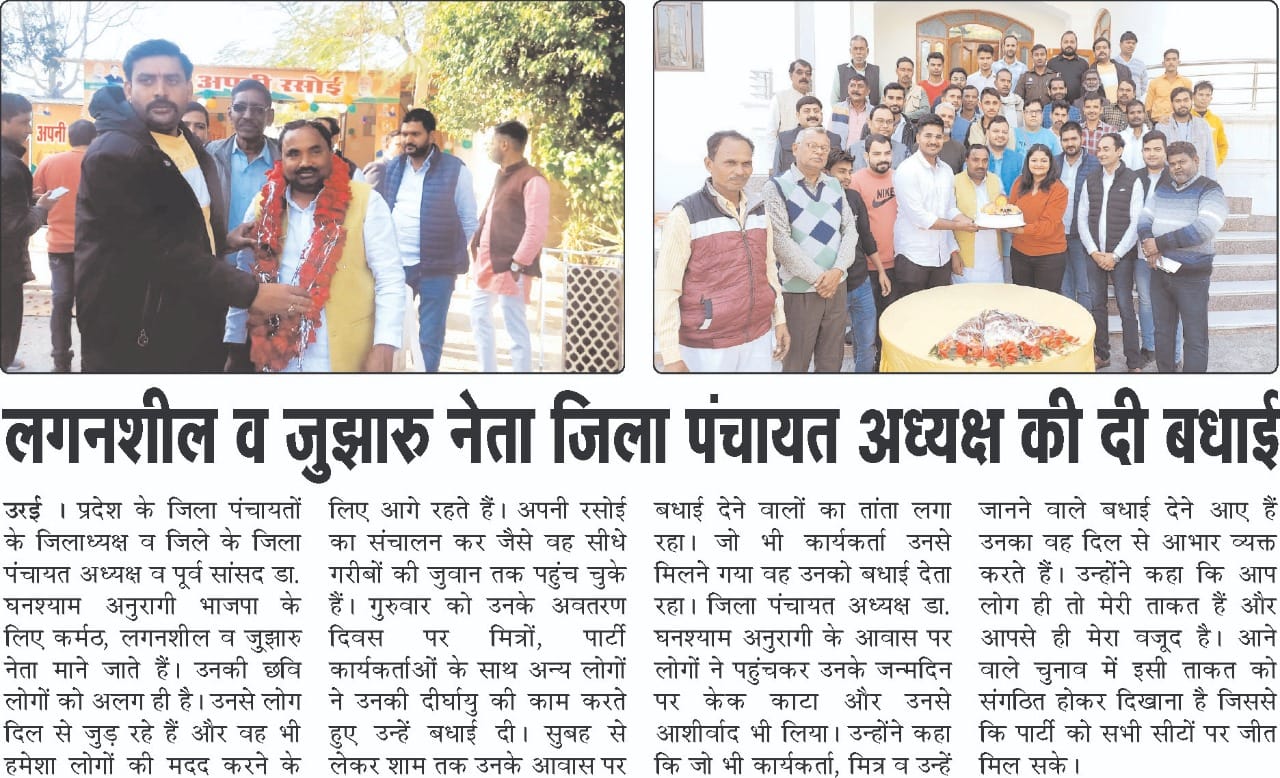 अपनी रसोई
अपनी
NIKE
लगनशील व जुझारु नेता जिला पंचायत अध्यक्ष की दी बधाई
उरई । प्रदेश के जिला पंचायतों
के जिलाध्यक्ष व जिले के जिला
पंचायत अध्यक्ष व पूर्व सांसद डा.
घनश्याम अनुरागी भाजपा के
लिए कर्मठ, लगनशील व जुझारु
नेता माने जाते हैं। उनकी छवि
लोगों को अलग ही है। उनसे लोग
दिल से जुड़ रहे हैं और वह भी
हमेशा लोगों की मदद करने के
लिए आगे रहते हैं। अपनी रसोई
का संचालन कर जैसे वह सीधे
गरीबों की जुवान तक पहुंच चुके
हैं। गुरुवार को उनके अवतरण
दिवस पर मित्रों, पार्टी
कार्यकर्ताओं के साथ अन्य लोगों
ने उनकी दीर्घायु की काम करते
हुए उन्हें बधाई दी। सुबह से
लेकर शाम तक उनके आवास पर
बधाई देने वालों का तांता लगा
रहा। जो भी कार्यकर्ता उनसे
मिलने गया वह उनको बधाई देता
रहा। जिला पंचायत अध्यक्ष डा.
घनश्याम अनुरागी के आवास पर
लोगों ने पहुंचकर उनके जन्मदिन
पर केक काटा और उनसे
आशीर्वाद भी लिया। उन्होंने कहा
कि जो भी कार्यकर्ता, मित्र व उन्हें
जानने वाले बधाई देने आए हैं
उनका वह दिल से आभार व्यक्त
करते हैं। उन्होंने कहा कि आप
लोग ही तो मेरी ताकत हैं और
आपसे ही मेरा वजूद है। आने
वाले चुनाव में इसी ताकत को
संगठित होकर दिखाना है जिससे
कि पार्टी को सभी सीटों पर जीत
मिल सके।